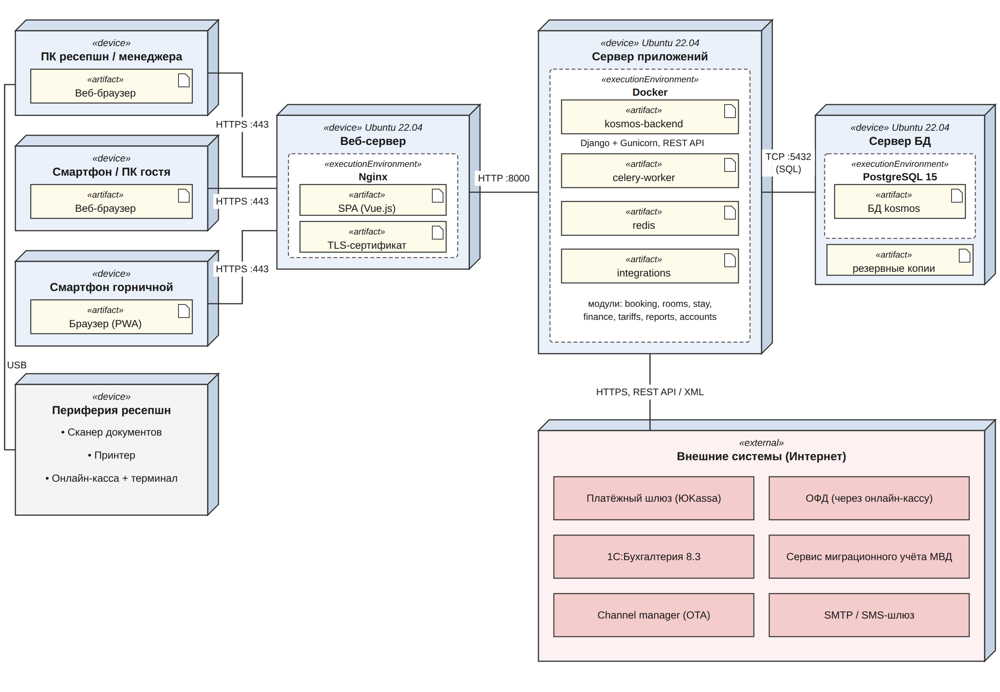 «device»
ПК ресепшн / менеджера
«artifact»
Веб-браузер
HTTPS :443
«device»
Смартфон / ПК гостя
«artifact»
Веб-браузер
HTTPS :443
«device»
Смартфон горничной
«artifact»
Браузер (PWA)
HTTPS :443
USB
«device»
Периферия ресепшн
• Сканер документов
• Принтер
• Онлайн-касса + терминал
«device» Ubuntu 22.04
Веб-сервер
«executionEnvironment»
Nginx
«artifact»
SPA (Vue.js)
«artifact»
TLS-сертификат
HTTP :8000
«device» Ubuntu 22.04
Сервер приложений
«executionEnvironment»
Docker
«artifact»
kosmos-backend
Django + Gunicorn, REST API
«artifact»
celery-worker
«artifact»
redis
«artifact»
integrations
модули: booking, rooms, stay,
finance, tariffs, reports, accounts
TCP :5432
(SQL)
«device» Ubuntu 22.04
Сервер БД
«executionEnvironment»
PostgreSQL 15
«artifact»
БД kosmos
«artifact»
резервные копии
HTTPS, REST API / XML
«external»
Внешние системы (Интернет)
Платёжный шлюз (ЮKassa)
ОФД (через онлайн-кассу)
1С:Бухгалтерия 8.3
Сервис миграционного учёта МВД
Channel manager (OTA)
SMTP / SMS-шлюз